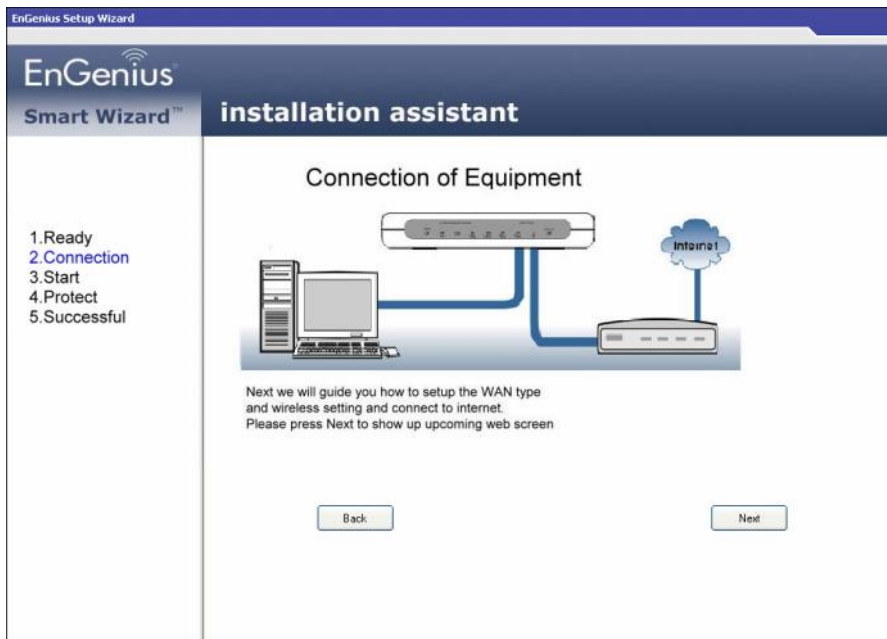 EnGenius Setup Wizard
EnGenius
Smart Wizard™
installation assistant
Connection of Equipment
Internet
1.Ready
2.Connection
3.Start
4.Protect
5.Successful
Next we will guide you how to setup the WAN type
and wireless setting and connect to internet.
Please press Next to show up upcoming web screen
Back
Next